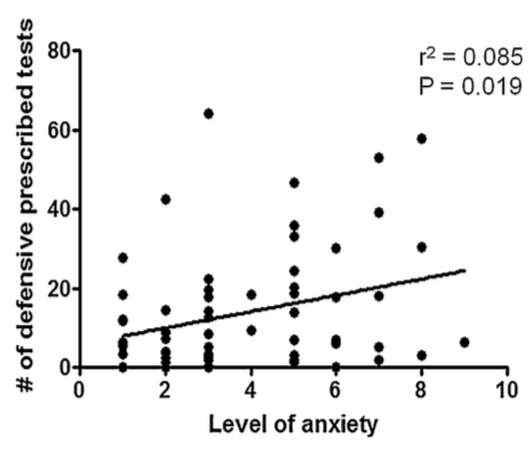 r² = 0.085
P = 0.019
# of defensive prescribed tests
80
60
40
20
0
0 2 4 6 8 10
Level of anxiety